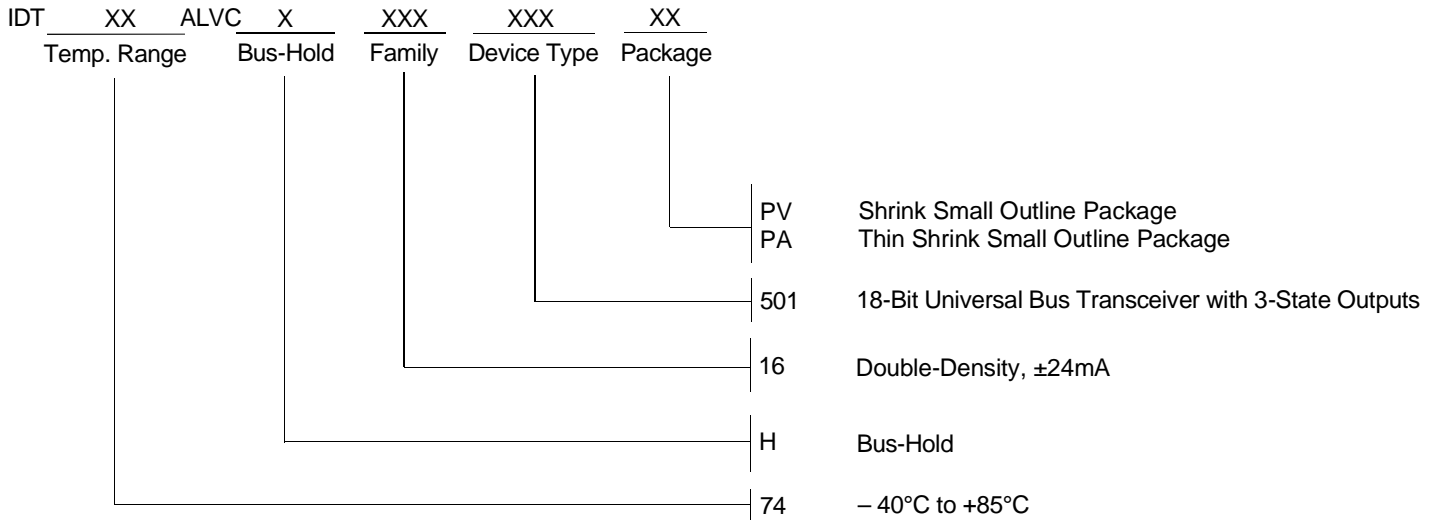 IDT XX ALVC X XXX XXX XX
Temp. Range Bus-Hold Family Device Type Package
PV Shrink Small Outline Package
PA Thin Shrink Small Outline Package
501 18-Bit Universal Bus Transceiver with 3-State Outputs
16 Double-Density, ±24mA
H Bus-Hold
74 – 40°C to +85°C